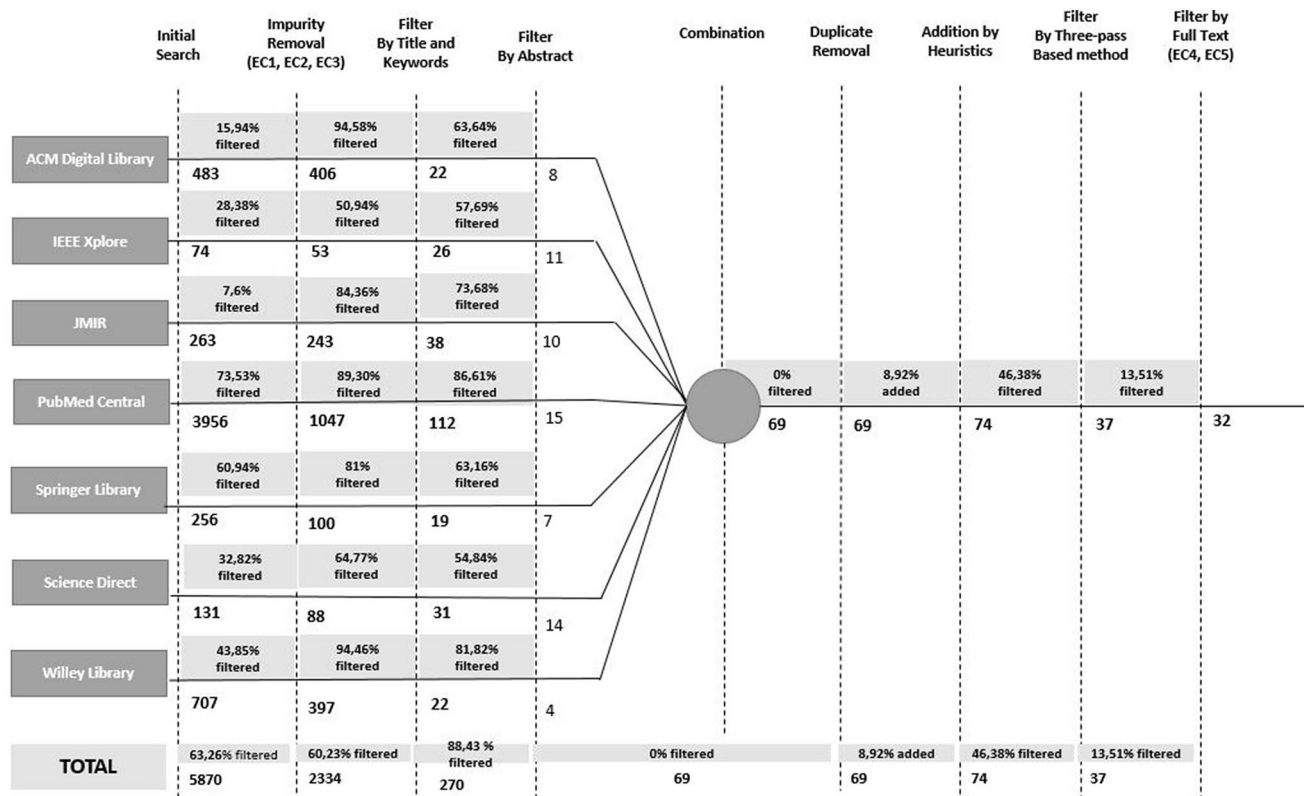 Initial
Search
Impurity
Removal
(EC1, EC2, EC3)
Filter
By Title and
Keywords
Filter
By Abstract
Combination
Duplicate
Removal
Addition by
Heuristics
Filter
By Three-pass
Based method
Filter by
Full Text
(EC4, EC5)
ACM Digital Library
15,94%
filtered
94,58%
filtered
63,64%
filtered
483
406
22
8
IEEE Xplore
28,38%
filtered
50,94%
filtered
57,69%
filtered
74
53
26
11
JMIR
7,6%
filtered
84,36%
filtered
73,68%
filtered
263
243
38
10
PubMed Central
73,53%
filtered
89,30%
filtered
86,61%
filtered
3956
1047
112
15
0%
filtered
8,92%
added
46,38%
filtered
13,51%
filtered
69
69
74
37
32
Springer Library
60,94%
filtered
81%
filtered
63,16%
filtered
256
100
19
7
Science Direct
32,82%
filtered
64,77%
filtered
54,84%
filtered
131
88
31
14
Willey Library
43,85%
filtered
94,46%
filtered
81,82%
filtered
707
397
22
4
TOTAL
63,26% filtered
60,23% filtered
88,43 %
filtered
0% filtered
8,92% added
46,38% filtered
13,51% filtered
5870
2334
270
69
69
74
37